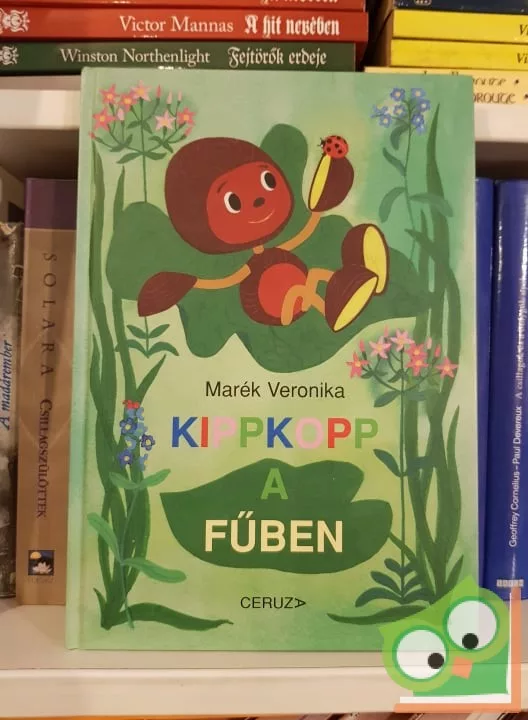 Victor Mannas A hit nevében
Winston Northenlight Fejtörők erdeje
Marék Veronika
KIPPKOPP
A
FŰBEN
CERUZA
A madárember
SOLARA CSILLAGSZÜLÖTTEK
Geoffrey Cornelius – Paul Devereux